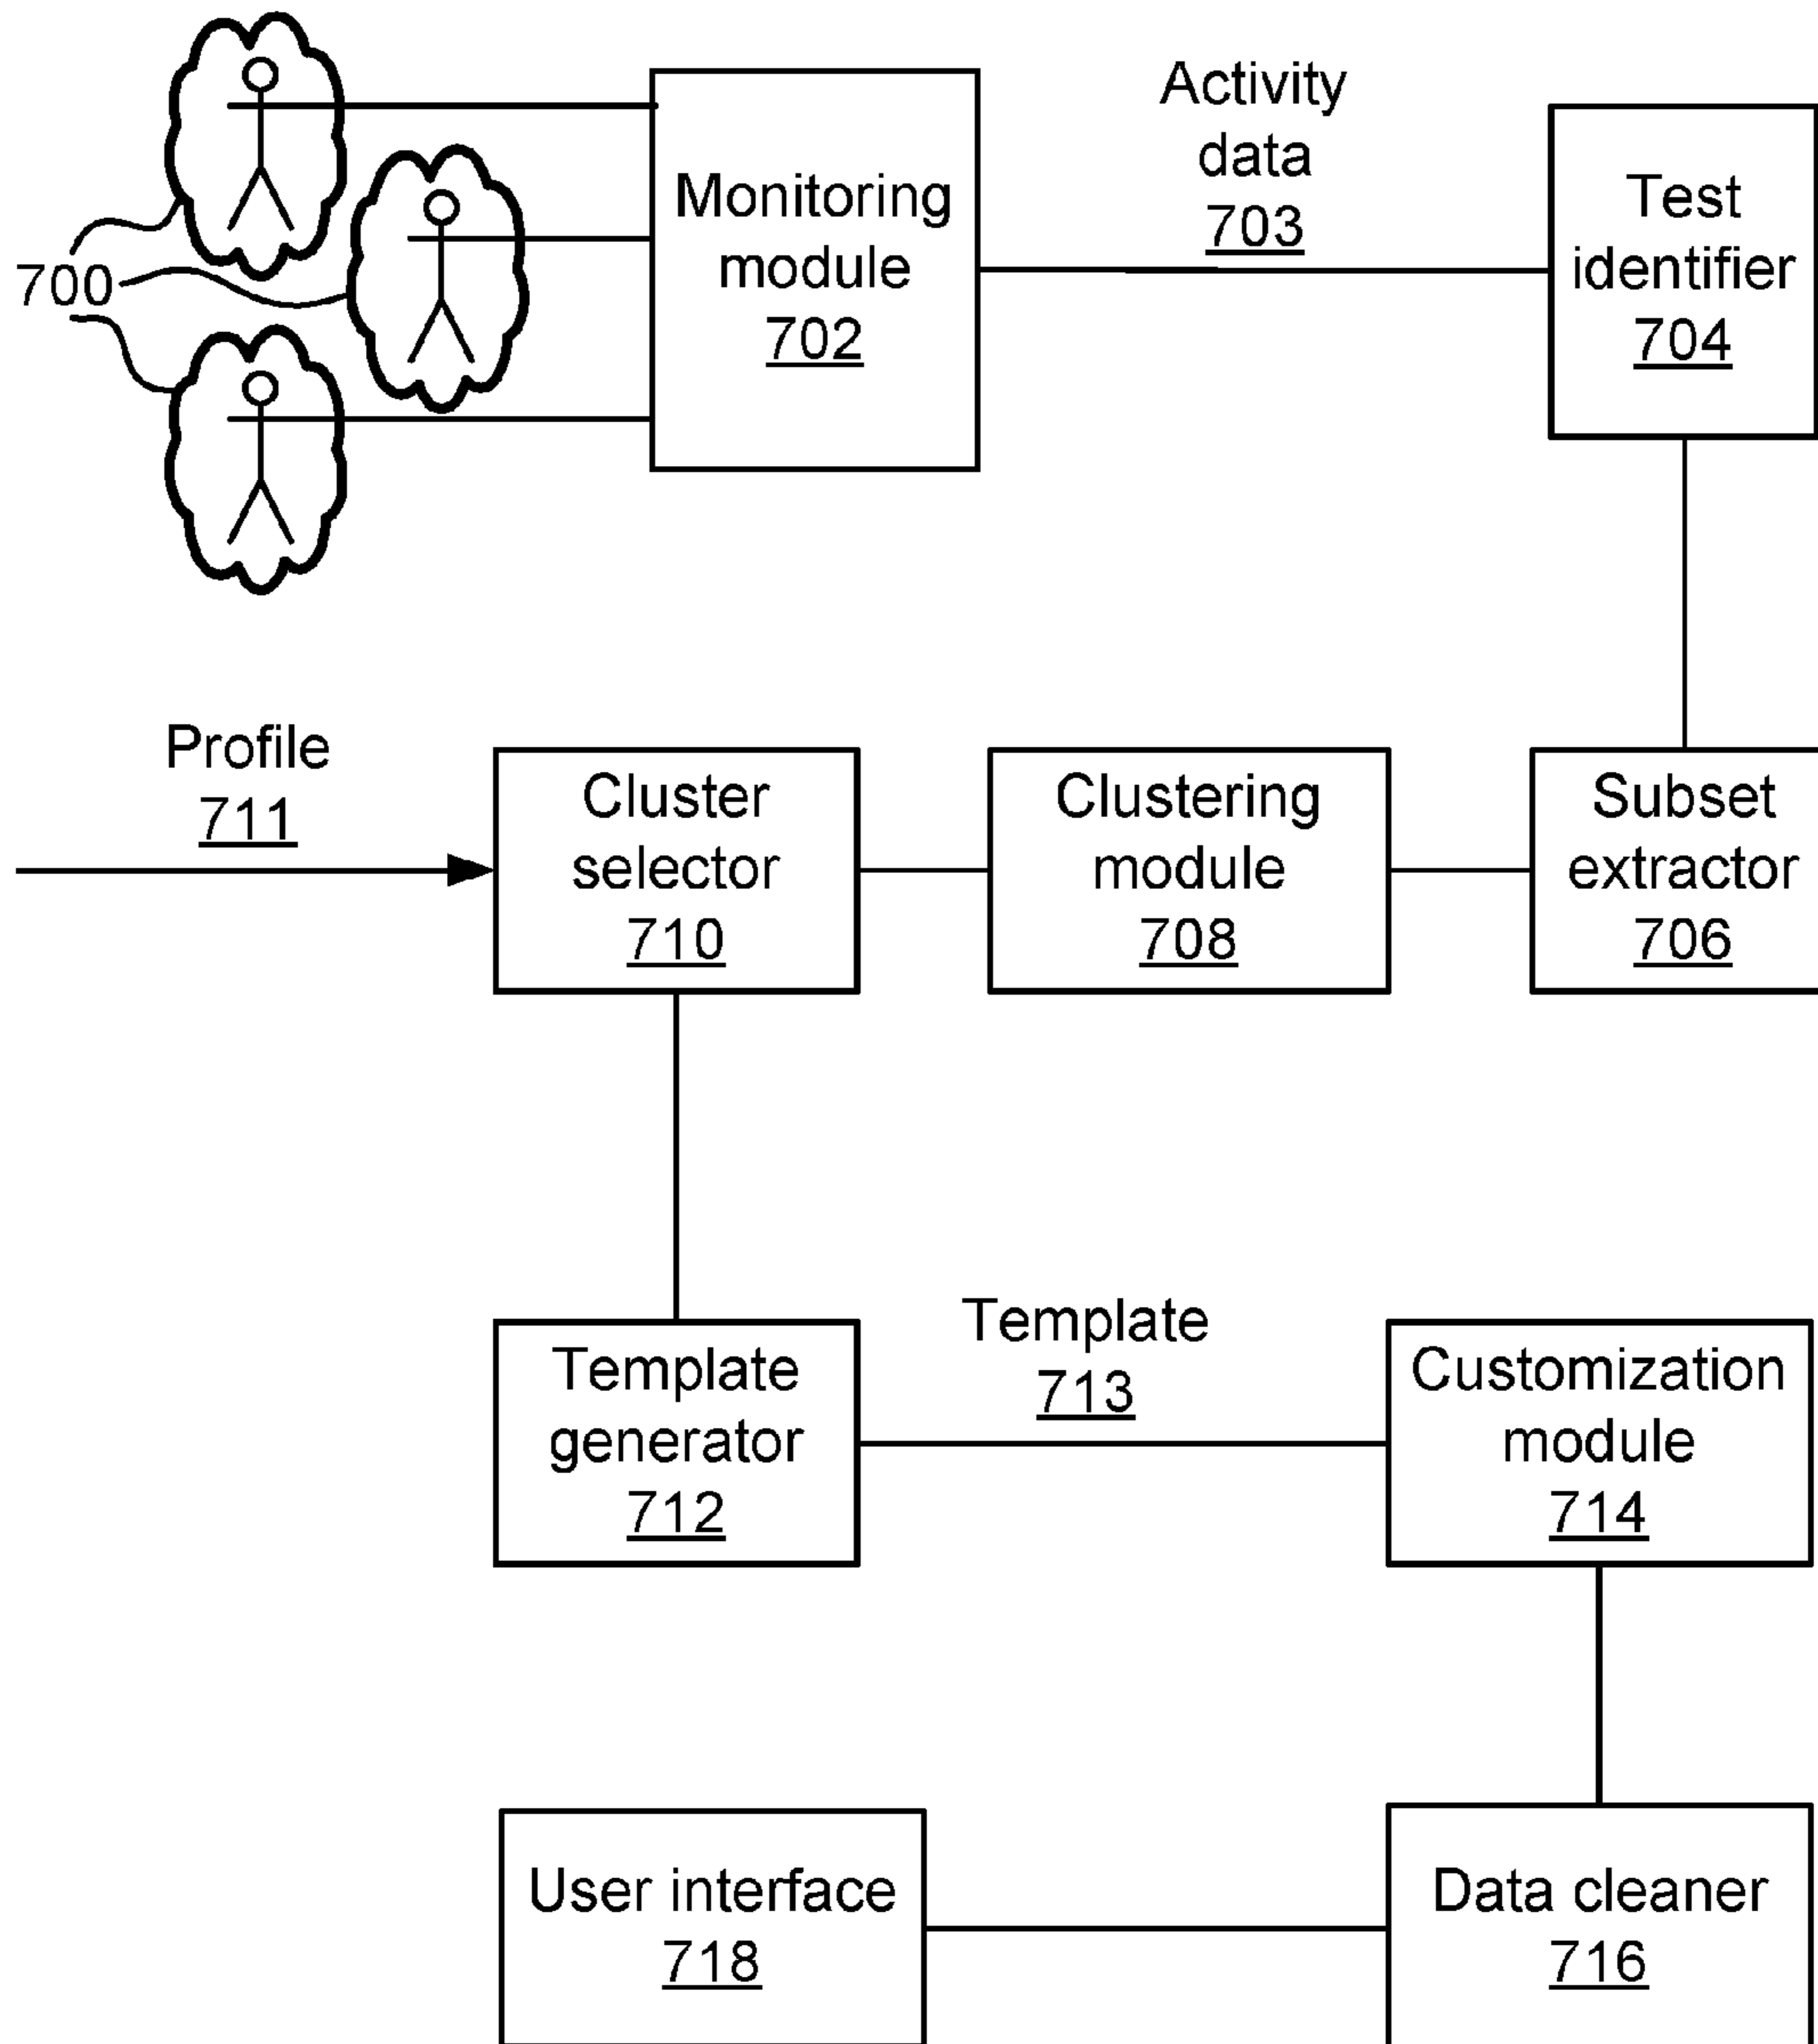 700
Monitoring
module
702
Activity
data
703
Test
identifier
704
Profile
711
Cluster
selector
710
Clustering
module
708
Subset
extractor
706
Template
generator
712
Template
713
Customization
module
714
User interface
718
Data cleaner
716